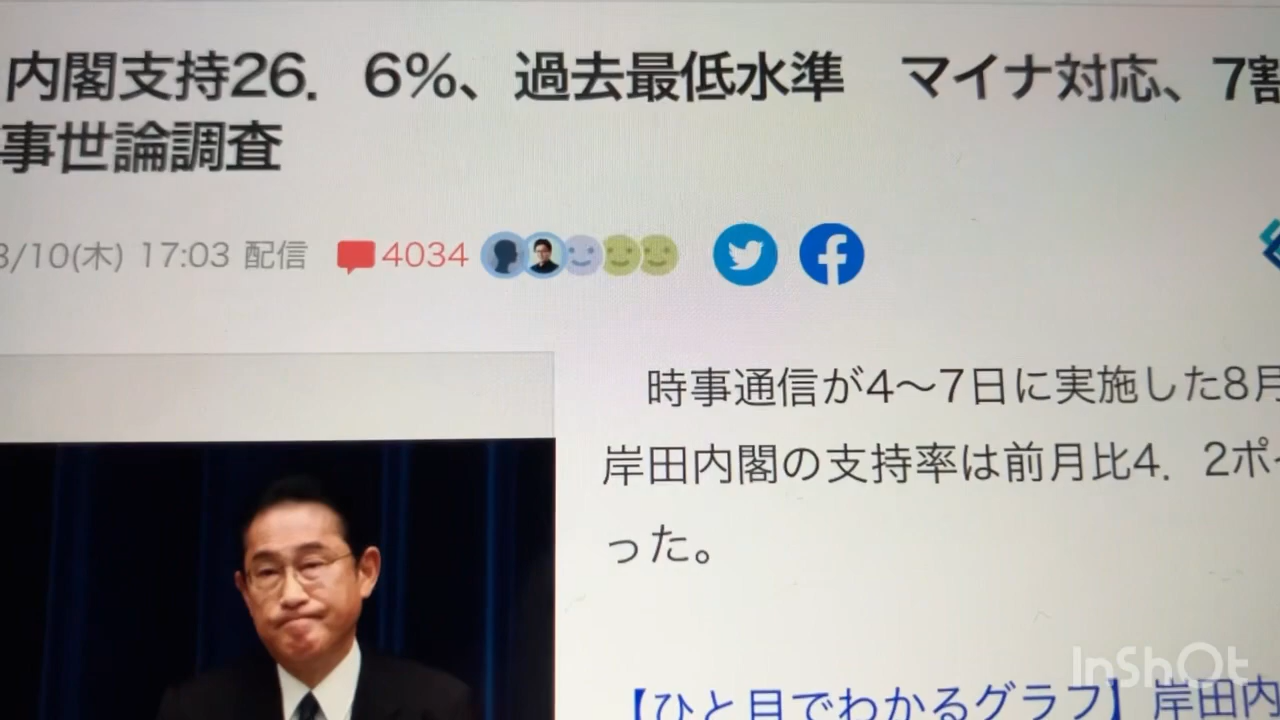 内閣支持26．6%、過去最低水準　マイナ対応、7割
事世論調査
8/10(木) 17:03 配信 4034
時事通信が4〜7日に実施した8月
岸田内閣の支持率は前月比4．2ポイ
った。
【ひと目でわかるグラフ】岸田内
InShOt